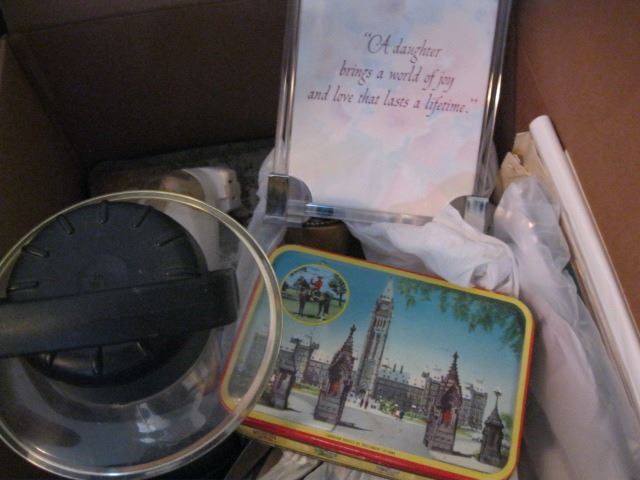 "A daughter
brings a world of joy
and love that lasts a lifetime."